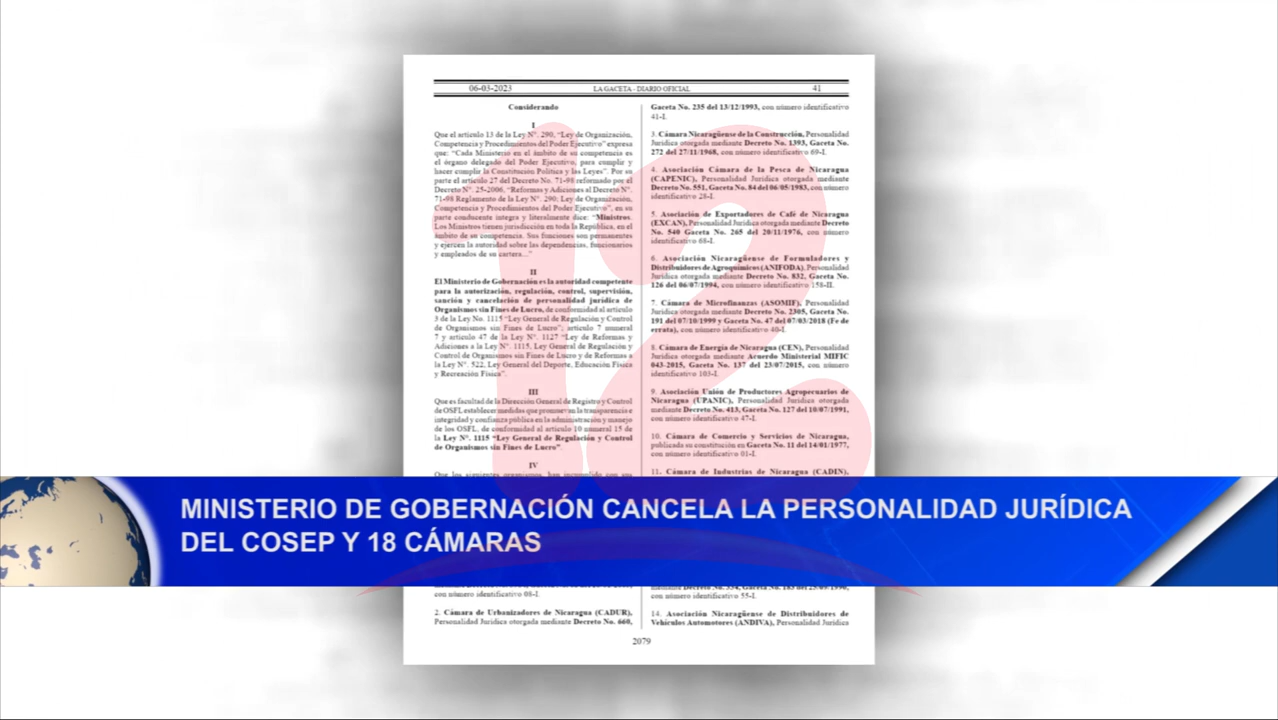 06-03-2023 LA GACETA - DIARIO OFICIAL 41
Considerando
I
Que el artículo 13 de la Ley Nº. 290, “Ley de Organización,
Competencia y Procedimientos del Poder Ejecutivo” expresa
que: “Cada Ministerio en el ámbito de su competencia es
el órgano delegado del Poder Ejecutivo, para cumplir y
hacer cumplir la Constitución Política y las Leyes”. Por su
parte el artículo 27 del Decreto No. 71-98 reformado por el
Decreto Nº. 25-2006, “Reformas y Adiciones al Decreto Nº.
71-98 Reglamento de la Ley Nº. 290; Ley de Organización,
Competencia y Procedimientos del Poder Ejecutivo”, en su
parte conducente íntegra y literalmente dice: “Ministros.
Los Ministros tienen jurisdicción en toda la República, en el
ámbito de su competencia. Sus funciones son permanentes
y ejercen la autoridad sobre las dependencias, funcionarios
y empleados de su cartera...”
II
El Ministerio de Gobernación es la autoridad competente
para la autorización, regulación, control, supervisión,
sanción y cancelación de personalidad jurídica de
Organismos sin Fines de Lucro, de conformidad al artículo
3 de la Ley No. 1115 “Ley General de Regulación y Control
de Organismos sin Fines de Lucro”; artículo 7 numeral
7 y artículo 47 de la Ley Nº. 1127 “Ley de Reformas y
Adiciones a la Ley Nº. 1115, Ley General de Regulación y
Control de Organismos sin Fines de Lucro y de Reformas a
la Ley Nº. 522, Ley General del Deporte, Educación Física
y Recreación Física”.
III
Que es facultad de la Dirección General de Registro y Control
de OSFL establecer medidas que promuevan la transparencia e
integridad y confianza pública en la administración y manejo
de los OSFL, de conformidad al artículo 10 numeral 15 de
la Ley Nº. 1115 “Ley General de Regulación y Control
de Organismos sin Fines de Lucro”.
IV
Que los siguientes organismos, han incumplido con sus
con número identificativo 08-I.
2. Cámara de Urbanizadores de Nicaragua (CADUR),
Personalidad Jurídica otorgada mediante Decreto No. 660,
Gaceta No. 235 del 13/12/1993, con número identificativo
41-I.
3. Cámara Nicaragüense de la Construcción, Personalidad
Jurídica otorgada mediante Decreto No. 1393, Gaceta No.
272 del 27/11/1968, con número identificativo 69-I.
4. Asociación Cámara de la Pesca de Nicaragua
(CAPENIC), Personalidad Jurídica otorgada mediante
Decreto No. 551, Gaceta No. 84 del 06/05/1983, con número
identificativo 28-I.
5. Asociación de Exportadores de Café de Nicaragua
(EXCAN), Personalidad Jurídica otorgada mediante Decreto
No. 540 Gaceta No. 265 del 20/11/1976, con número
identificativo 68-I.
6. Asociación Nicaragüense de Formuladores y
Distribuidores de Agroquímicos (ANIFODA), Personalidad
Jurídica otorgada mediante Decreto No. 832, Gaceta No.
126 del 06/07/1994, con número identificativo 158-II.
7. Cámara de Microfinanzas (ASOMIF), Personalidad
Jurídica otorgada mediante Decreto No. 2305, Gaceta No.
191 del 07/10/1999 y Gaceta No. 47 del 07/03/2018 (Fe de
errata), con número identificativo 40-I.
8. Cámara de Energía de Nicaragua (CEN), Personalidad
Jurídica otorgada mediante Acuerdo Ministerial MIFIC
043-2015, Gaceta No. 137 del 23/07/2015, con número
identificativo 103-I.
9. Asociación Unión de Productores Agropecuarios de
Nicaragua (UPANIC), Personalidad Jurídica otorgada
mediante Decreto No. 413, Gaceta No. 127 del 10/07/1991,
con número identificativo 47-I.
10. Cámara de Comercio y Servicios de Nicaragua,
publicada su constitución en Gaceta No. 11 del 14/01/1977,
con número identificativo 01-I.
11. Cámara de Industrias de Nicaragua (CADIN),
con número identificativo 55-I.
14. Asociación Nicaragüense de Distribuidores de
Vehículos Automotores (ANDIVA), Personalidad Jurídica
2079
12
MINISTERIO DE GOBERNACIÓN CANCELA LA PERSONALIDAD JURÍDICA
DEL COSEP Y 18 CÁMARAS